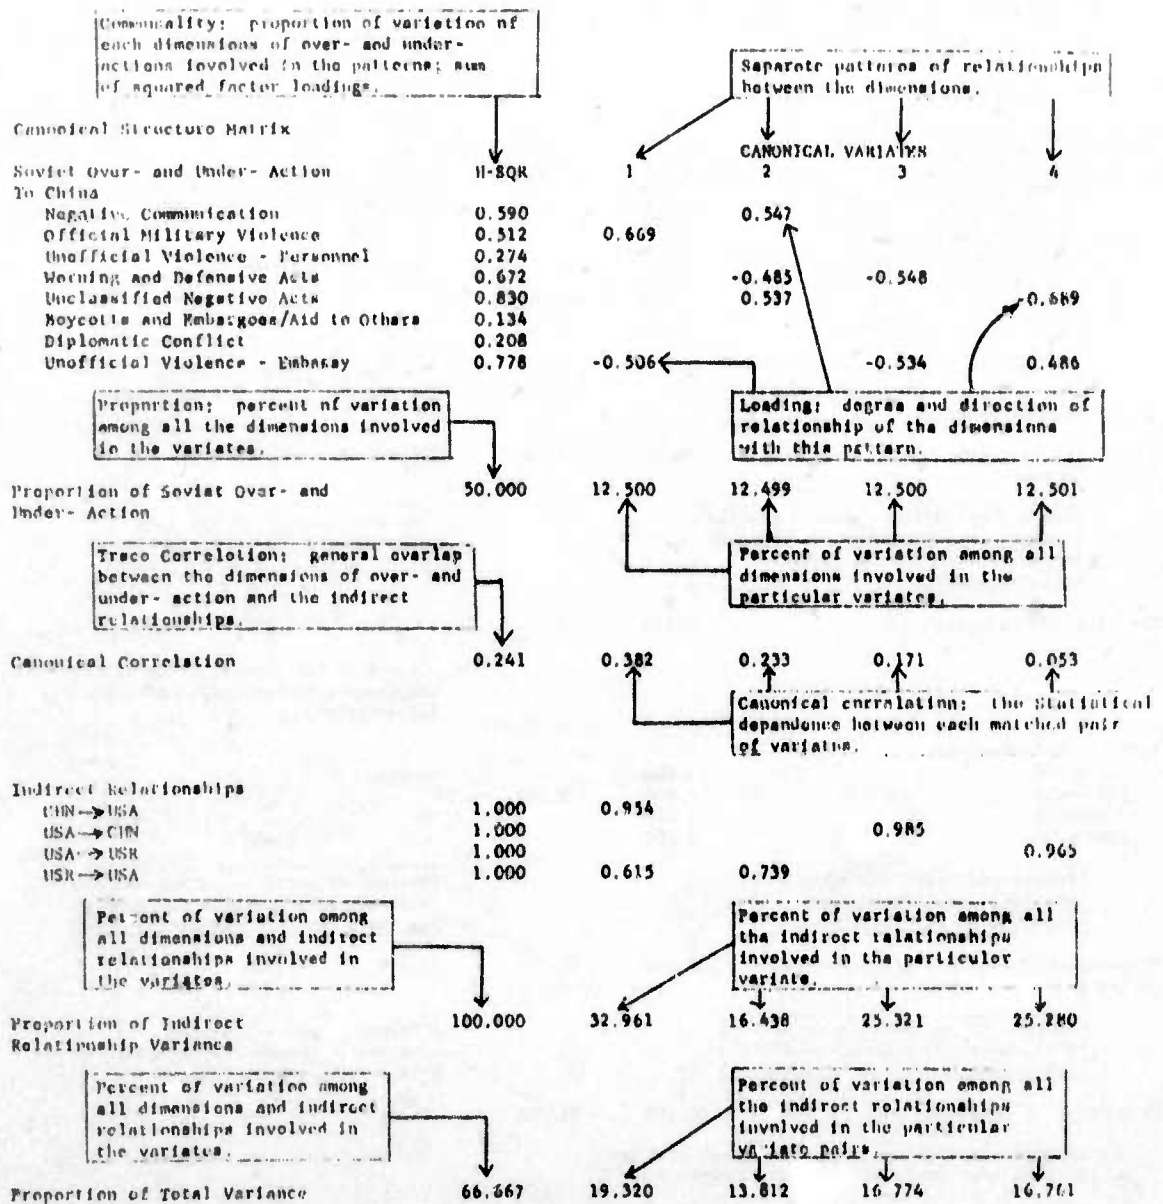 Communality: proportion of variation of
each dimensions of over- and under-
actions involved in the patterns; sum
of squared factor loadings.
Separate patterns of relationships
between the dimensions.
Canonical Structure Matrix
CANONICAL VARIATES
Soviet Over- and Under- Action H-SQR 1 2 3 4
To China
Negative Communication 0.590 0.547
Official Military Violence 0.512 0.669
Unofficial Violence - Personnel 0.274
Warning and Defensive Acts 0.672 -0.485 -0.548
Unclassified Negative Acts 0.830 0.537 -0.689
Boycotts and Embargoes/Aid to Others 0.134
Diplomatic Conflict 0.208
Unofficial Violence - Embassy 0.778 -0.506 -0.534 0.486
Proportion: percent of variation
among all the dimensions involved
in the variates.
Loading: degree and direction of
relationship of the dimensions
with this pattern.
Proportion of Soviet Over- and 50.000 12.500 12.499 12.500 12.501
Under- Action
Trace Correlation: general overlap
between the dimensions of over- and
under- action and the indirect
relationships.
Percent of variation among all
dimensions involved in the
particular variates.
Canonical Correlation 0.241 0.382 0.233 0.171 0.053
Canonical correlation: the Statistical
dependence between each matched pair
of variates.
Indirect Relationships
CHN→USA 1.000 0.954
USA→CHN 1.000 0.985
USA→USR 1.000 0.965
USR→USA 1.000 0.615 0.739
Percent of variation among
all dimensions and indirect
relationships involved in
the variates.
Percent of variation among all
the indirect relationships
involved in the particular
variate.
Proportion of Indirect 100.000 32.961 16.438 25.321 25.280
Relationship Variance
Percent of variation among
all dimensions and indirect
relationships involved in
the variates.
Percent of variation among all
the indirect relationships
involved in the particular
variate pairs.
Proportion of Total Variance 66.667 19.320 13.812 16.774 16.761